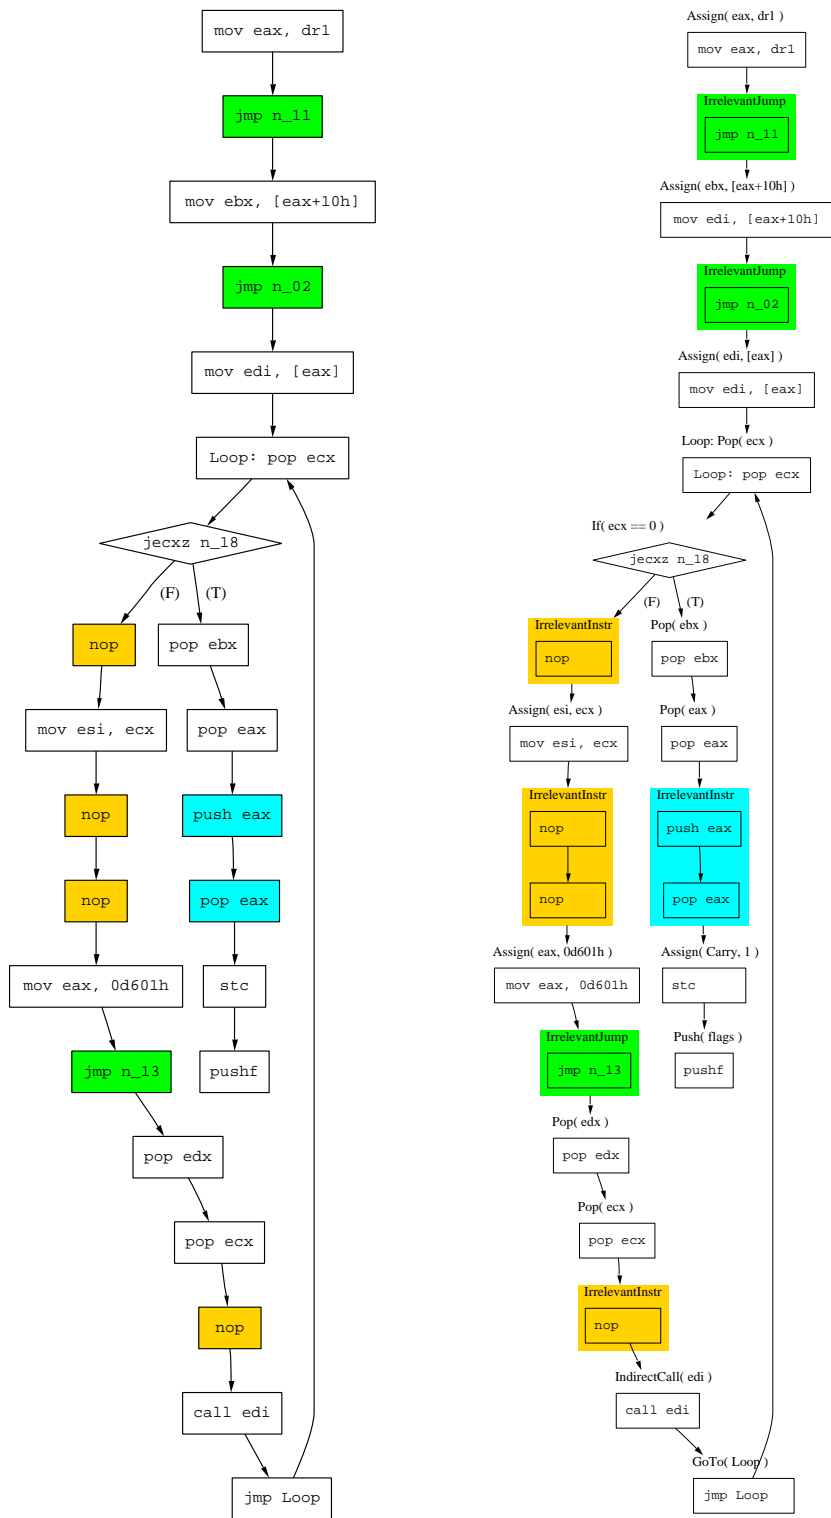 mov eax, dr1
jmp n_11
mov ebx, [eax+10h]
jmp n_02
mov edi, [eax]
Loop: pop ecx
jecxz n_18
(F)
(T)
nop
pop ebx
mov esi, ecx
pop eax
nop
push eax
nop
pop eax
mov eax, 0d601h
stc
jmp n_13
pushf
pop edx
pop ecx
nop
call edi
jmp Loop
Assign( eax, dr1 )
mov eax, dr1
IrrelevantJump
jmp n_11
Assign( ebx, [eax+10h] )
mov edi, [eax+10h]
IrrelevantJump
jmp n_02
Assign( edi, [eax] )
mov edi, [eax]
Loop: Pop( ecx )
Loop: pop ecx
If( ecx == 0 )
jecxz n_18
(F)
(T)
IrrelevantInstr
nop
Pop( ebx )
pop ebx
Assign( esi, ecx )
mov esi, ecx
Pop( eax )
pop eax
IrrelevantInstr
nop
nop
IrrelevantInstr
push eax
pop eax
Assign( eax, 0d601h )
mov eax, 0d601h
Assign( Carry, 1 )
stc
IrrelevantJump
jmp n_13
Push( flags )
pushf
Pop( edx )
pop edx
Pop( ecx )
pop ecx
IrrelevantInstr
nop
IndirectCall( edi )
call edi
GoTo( Loop )
jmp Loop